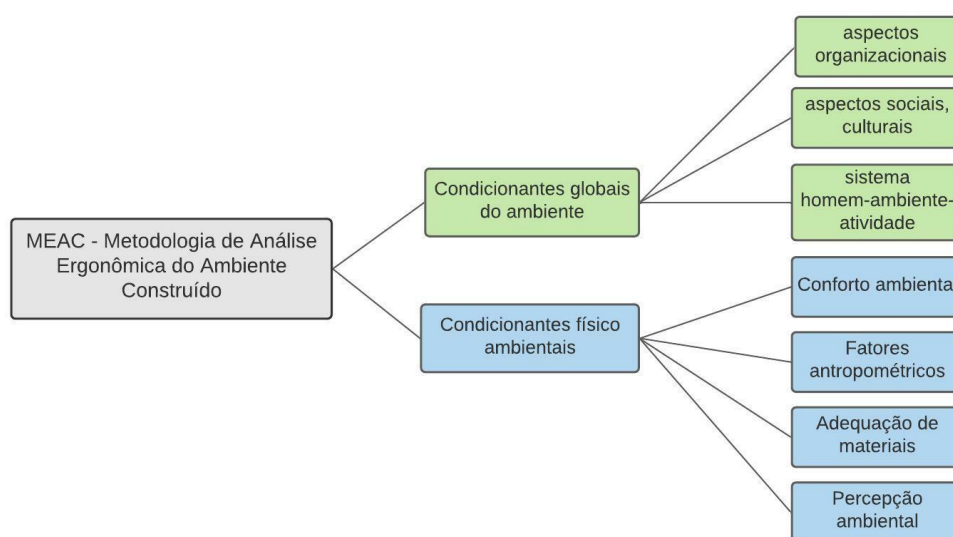 MEAC - Metodologia de Análise
Ergonômica do Ambiente
Construído
Condicionantes globais
do ambiente
aspectos
organizacionais
aspectos sociais,
culturais
sistema
homem-ambiente-
atividade
Condicionantes físico
ambientais
Conforto ambiental
Fatores
antropométricos
Adequação de
materiais
Percepção
ambiental